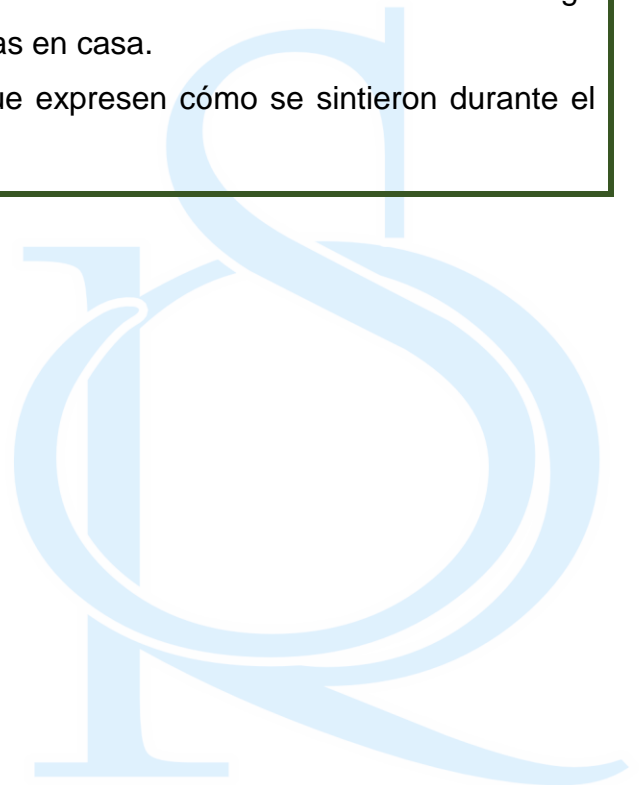 as en casa.
ue expresen cómo se sintieron durante el